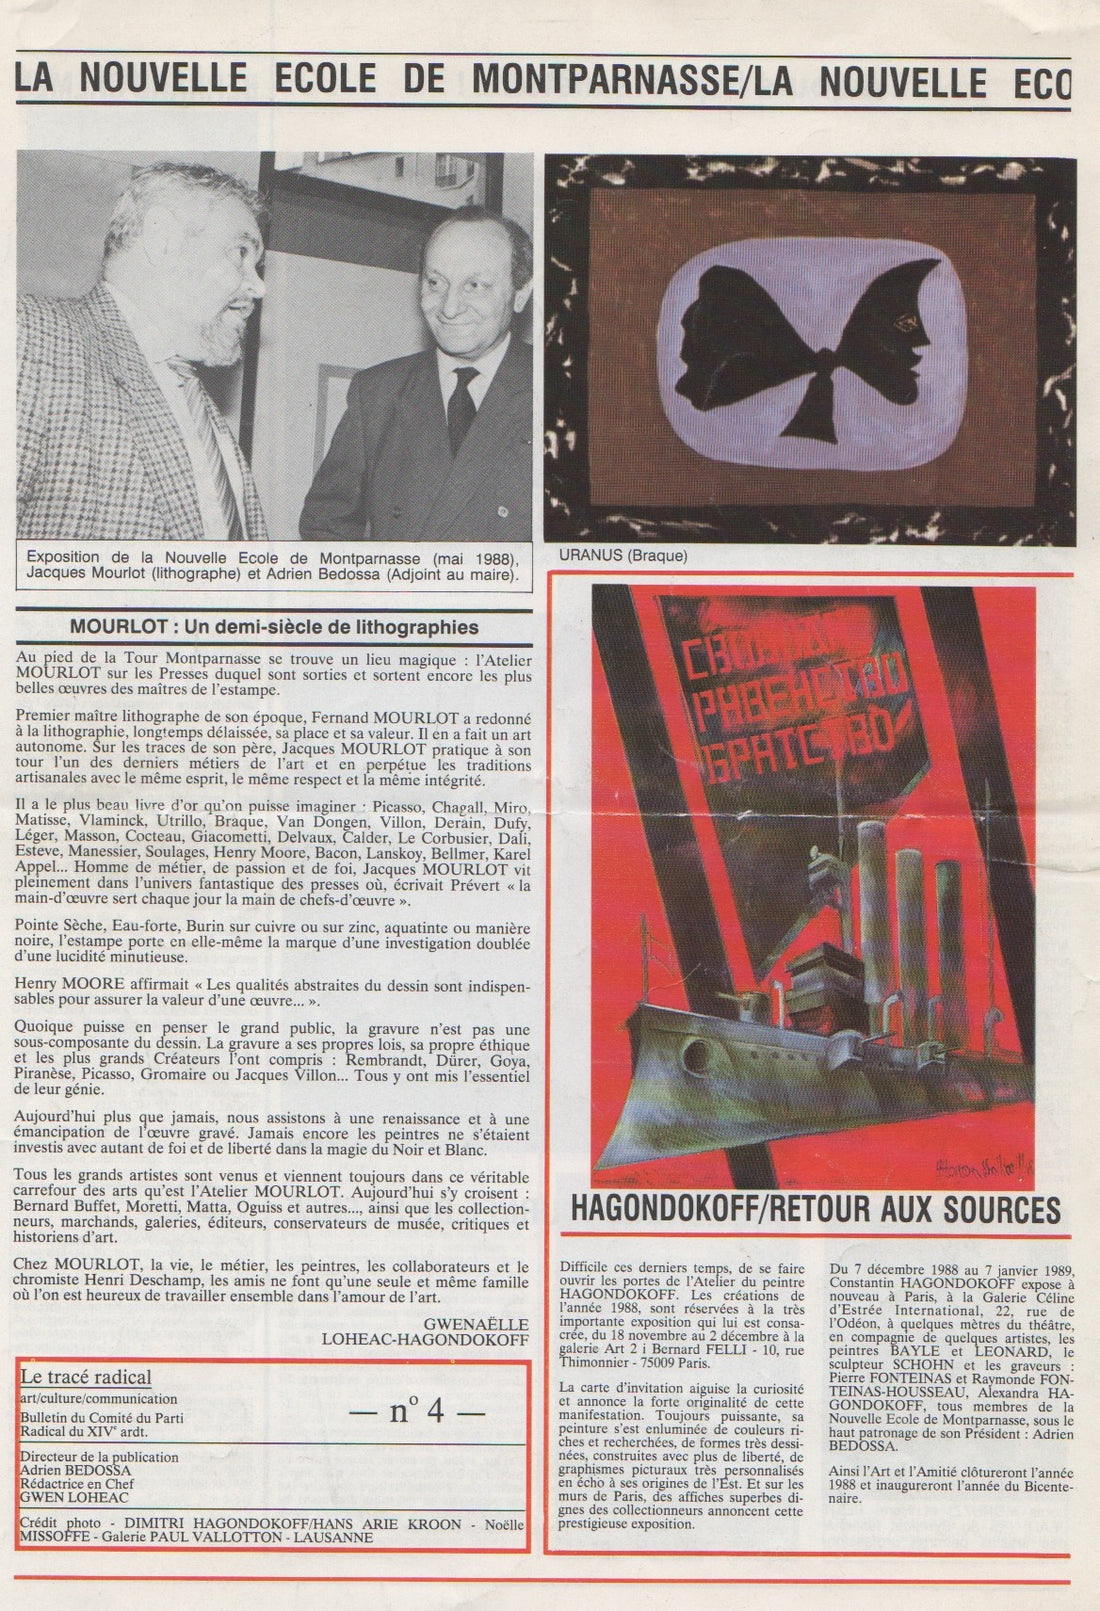 LA NOUVELLE ECOLE DE MONTPARNASSE/LA NOUVELLE ECO
Exposition de la Nouvelle Ecole de Montparnasse (mai 1988),
Jacques Mourlot (lithographe) et Adrien Bedossa (Adjoint au maire).
URANUS (Braque)
MOURLOT : Un demi-siècle de lithographies
Au pied de la Tour Montparnasse se trouve un lieu magique : l'Atelier
MOURLOT sur les Presses duquel sont sorties et sortent encore les plus
belles œuvres des maîtres de l'estampe.
Premier maître lithographe de son époque, Fernand MOURLOT a redonné
à la lithographie, longtemps délaissée, sa place et sa valeur. Il en a fait un art
autonome. Sur les traces de son père, Jacques MOURLOT pratique à son
tour l'un des derniers métiers de l'art et en perpétue les traditions
artisanales avec le même esprit, le même respect et la même intégrité.
Il a le plus beau livre d'or qu'on puisse imaginer : Picasso, Chagall, Miro,
Matisse, Vlaminck, Utrillo, Braque, Van Dongen, Villon, Derain, Dufy,
Léger, Masson, Cocteau, Giacometti, Delvaux, Calder, Le Corbusier, Dali,
Esteve, Manessier, Soulages, Henry Moore, Bacon, Lanskoy, Bellmer, Karel
Appel... Homme de métier, de passion et de foi, Jacques MOURLOT vit
pleinement dans l'univers fantastique des presses où, écrivait Prévert « la
main-d'œuvre sert chaque jour la main de chefs-d'œuvre ».
Pointe Sèche, Eau-forte, Burin sur cuivre ou sur zinc, aquatinte ou manière
noire, l'estampe porte en elle-même la marque d'une investigation doublée
d'une lucidité minutieuse.
Henry MOORE affirmait « Les qualités abstraites du dessin sont indispen-
sables pour assurer la valeur d'une œuvre... ».
Quoique puisse en penser le grand public, la gravure n'est pas une
sous-composante du dessin. La gravure a ses propres lois, sa propre éthique
et les plus grands Créateurs l'ont compris : Rembrandt, Dürer, Goya,
Piranèse, Picasso, Gromaire ou Jacques Villon... Tous y ont mis l'essentiel
de leur génie.
Aujourd'hui plus que jamais, nous assistons à une renaissance et à une
émancipation de l'œuvre gravé. Jamais encore les peintres ne s'étaient
investis avec autant de foi et de liberté dans la magie du Noir et Blanc.
Tous les grands artistes sont venus et viennent toujours dans ce véritable
carrefour des arts qu'est l'Atelier MOURLOT. Aujourd'hui s'y croisent :
Bernard Buffet, Moretti, Matta, Oguiss et autres..., ainsi que les collection-
neurs, marchands, galeries, éditeurs, conservateurs de musée, critiques et
historiens d'art.
Chez MOURLOT, la vie, le métier, les peintres, les collaborateurs et le
chromiste Henri Deschamp, les amis ne font qu'une seule et même famille
où l'on est heureux de travailler ensemble dans l'amour de l'art.
GWENAËLLE
LOHEAC-HAGONDOKOFF
Le tracé radical
art/culture/communication
Bulletin du Comité du Parti
Radical du XIVe ardt.
— n° 4 —
Directeur de la publication
Adrien BEDOSSA
Rédactrice en Chef
GWEN LOHEAC
Crédit photo - DIMITRI HAGONDOKOFF/HANS ARIE KROON - Noëlle
MISSOFFE - Galerie PAUL VALLOTTON - LAUSANNE
HAGONDOKOFF/RETOUR AUX SOURCES
Difficile ces derniers temps, de se faire
ouvrir les portes de l'Atelier du peintre
HAGONDOKOFF. Les créations de
l'année 1988, sont réservées à la très
importante exposition qui lui est consa-
crée, du 18 novembre au 2 décembre à la
galerie Art 2 i Bernard FELLI - 10, rue
Thimonnier - 75009 Paris.
La carte d'invitation aiguise la curiosité
et annonce la forte originalité de cette
manifestation. Toujours puissante, sa
peinture s'est enluminée de couleurs ri-
ches et recherchées, de formes très dessi-
nées, construites avec plus de liberté, de
graphismes picturaux très personnalisés
en écho à ses origines de l'Est. Et sur les
murs de Paris, des affiches superbes di-
gnes des collectionneurs annoncent cette
prestigieuse exposition.
Du 7 décembre 1988 au 7 janvier 1989,
Constantin HAGONDOKOFF expose à
nouveau à Paris, à la Galerie Céline
d'Estrée International, 22, rue de
l'Odéon, à quelques mètres du théâtre,
en compagnie de quelques artistes, les
peintres BAYLE et LEONARD, le
sculpteur SCHOHN et les graveurs :
Pierre FONTEINAS et Raymonde FON-
TEINAS-HOUSSEAU, Alexandra HA-
GONDOKOFF, tous membres de la
Nouvelle Ecole de Montparnasse, sous le
haut patronage de son Président : Adrien
BEDOSSA.
Ainsi l'Art et l'Amitié clôtureront l'année
1988 et inaugureront l'année du Bicente-
naire.